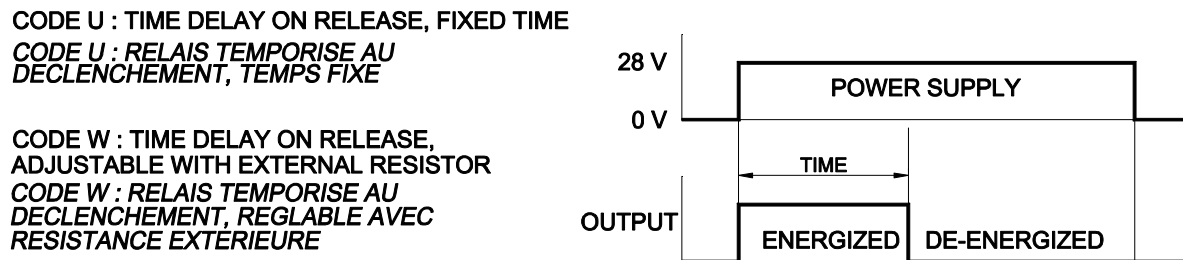 CODE U : TIME DELAY ON RELEASE, FIXED TIME
CODE U : RELAIS TEMPORISE AU
DECLENCHEMENT, TEMPS FIXE
CODE W : TIME DELAY ON RELEASE,
ADJUSTABLE WITH EXTERNAL RESISTOR
CODE W : RELAIS TEMPORISE AU
DECLENCHEMENT, REGLABLE AVEC
RESISTANCE EXTERIEURE
28 V
POWER SUPPLY
0 V
TIME
OUTPUT
ENERGIZED
DE-ENERGIZED